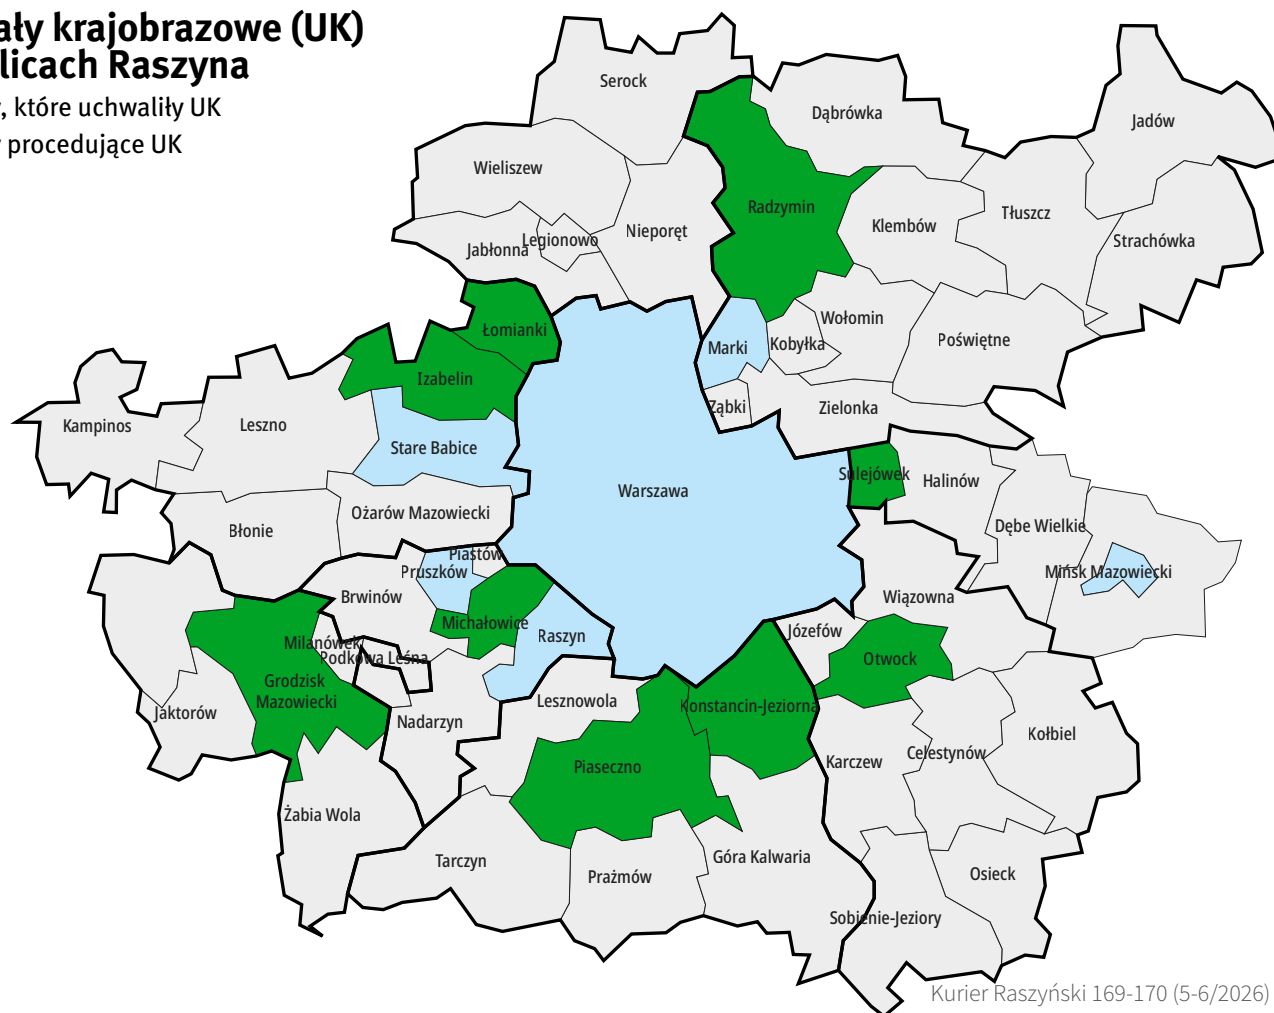 ały krajobrazowe (UK)
licach Raszyna
, które uchwaliły UK
procedujące UK
Serock
Dąbrówka
Jadów
Wieliszew
Radzymin
Klembów
Tłuszcz
Strachówka
Nieporęt
Legionowo
Jabłonna
Łomianki
Wołomin
Kobyłka
Marki
Poświętne
Izabelin
Ząbki
Zielonka
Kampinos
Leszno
Stare Babice
Warszawa
Sulejówek
Halinów
Ożarów Mazowiecki
Błonie
Dębe Wielkie
Piastów
Pruszków
Mińsk Mazowiecki
Brwinów
Wiązowna
Michałowice
Raszyn
Józefów
Milanówek
Podkowa Leśna
Otwock
Grodzisk
Mazowiecki
Lesznowola
Konstancin-Jeziorna
Jaktorów
Nadarzyn
Kołbiel
Celestynów
Karczew
Piaseczno
Żabia Wola
Tarczyn
Góra Kalwaria
Prażmów
Osieck
Sobienie-Jeziory
Kurier Raszyński 169-170 (5-6/2026)